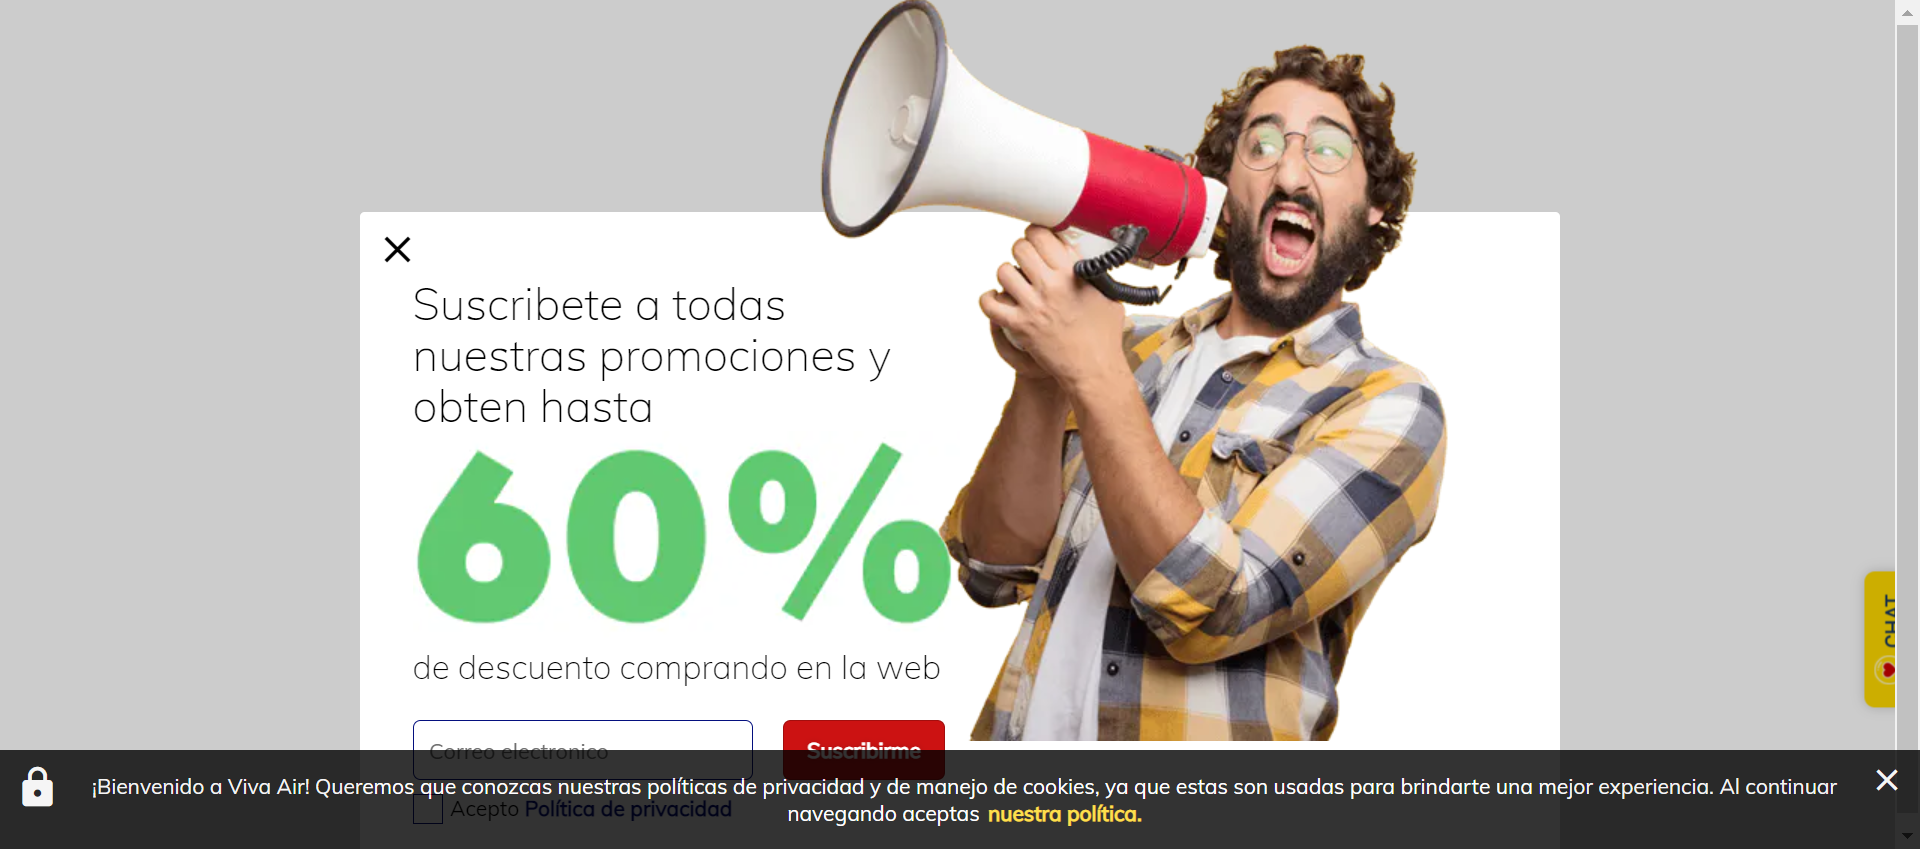 Suscribete a todas
nuestras promociones y
obten hasta
60%
de descuento comprando en la web
Correo electronico
Suscribirme
Acepto Política de privacidad
¡Bienvenido a Viva Air! Queremos que conozcas nuestras políticas de privacidad y de manejo de cookies, ya que estas son usadas para brindarte una mejor experiencia. Al continuar
navegando aceptas nuestra política.
CHAT